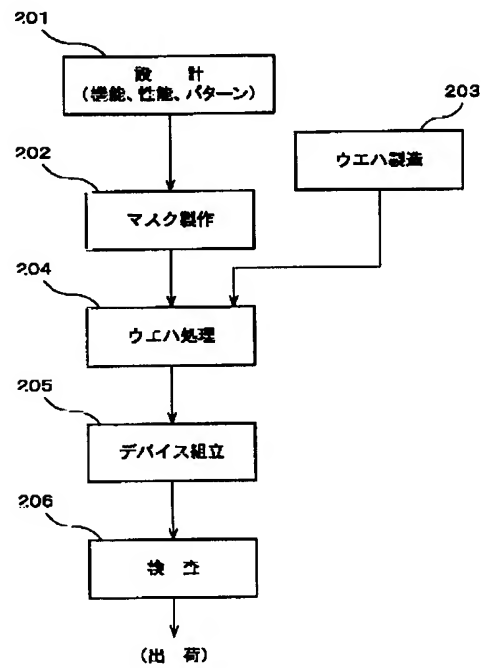 201
設 計
(機能、性能、パターン)
203
ウエハ製造
202
マスク製作
204
ウエハ処理
205
デバイス組立
206
検 査
(出 荷)